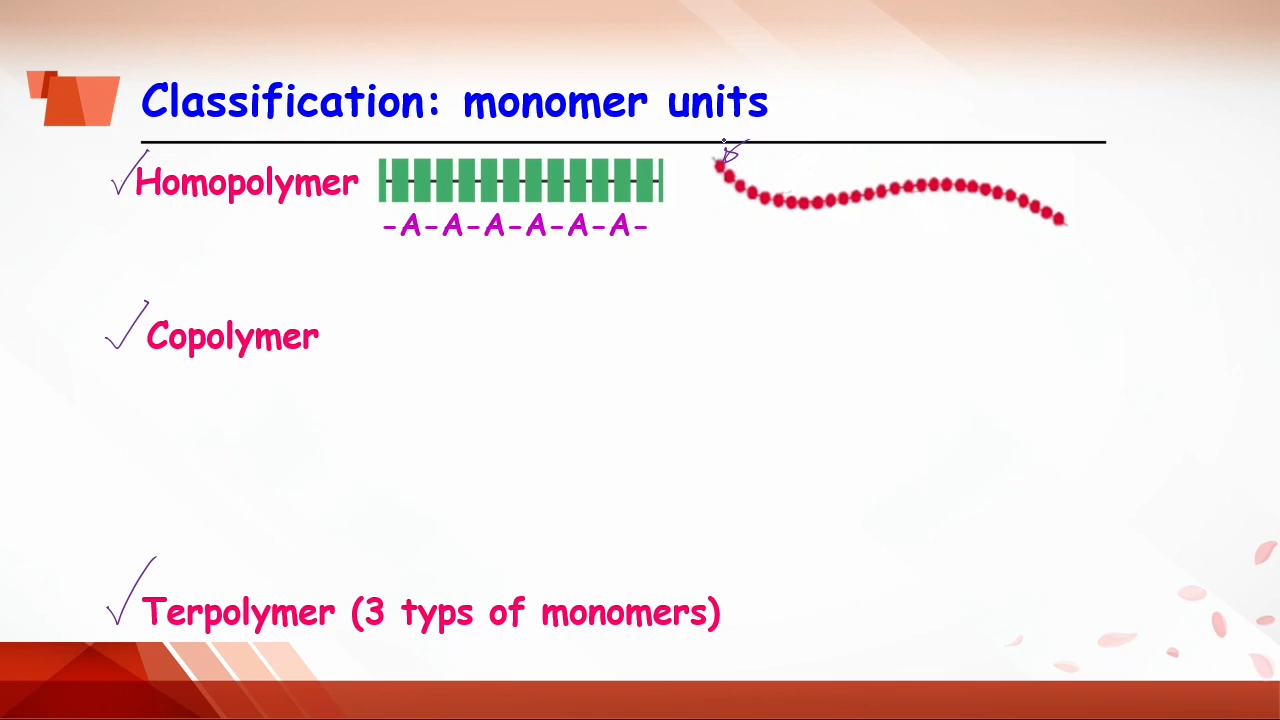 Classification: monomer units
Homopolymer
-A-A-A-A-A-A-
Copolymer
Terpolymer (3 typs of monomers)